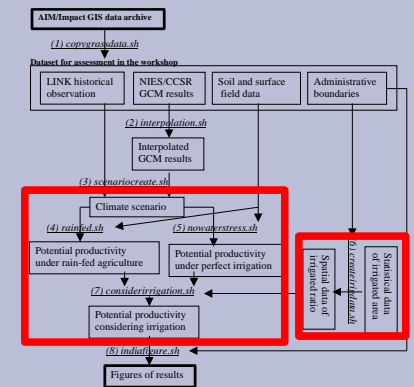 AIM/Impact GIS data archive
(1) copygrassdata.sh
Dataset for assessment in the workshop
LINK historical
observation
NIES/CCSR
GCM results
Soil and surface
field data
Administrative
boundaries
(2) interpolation.sh
Interpolated
GCM results
(3) scenariocreate.sh
Climate scenario
(4) rainfed.sh
(5) nowaterstress.sh
Potential productivity
under rain-fed agriculture
Potential productivity
under perfect irrigation
Spatial data of
irrigated ratio
(6) createirridata.sh
Statistical data
of irrigated area
(7) considerirrigation.sh
Potential productivity
considering irrigation
(8) indiafigure.sh
Figures of results